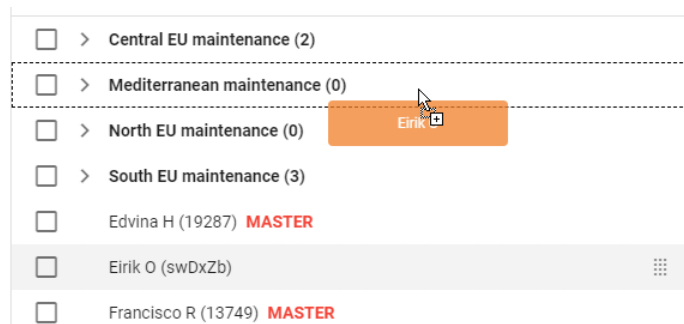 Central EU maintenance (2)
Mediterranean maintenance (0)
North EU maintenance (0)
Eirik
South EU maintenance (3)
Edvina H (19287) MASTER
Eirik O (swDxZb)
Francisco R (13749) MASTER